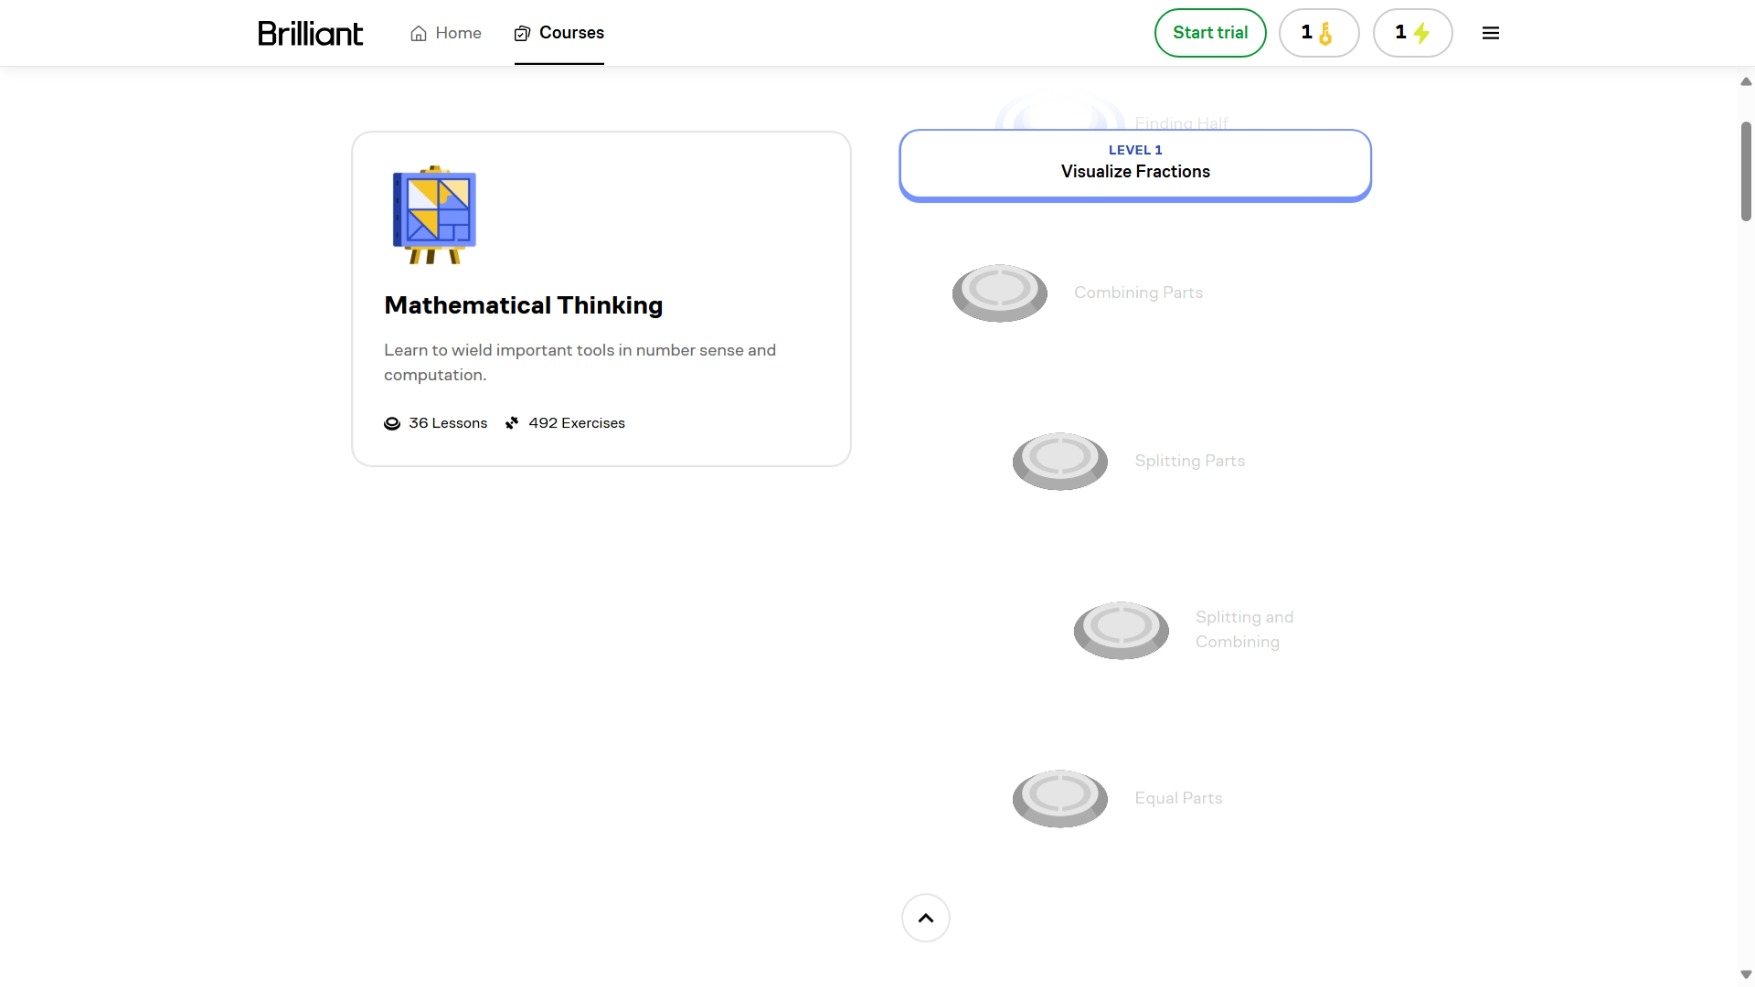 Brilliant
Home
Courses
Start trial
1
1
Finding Half
LEVEL 1
Visualize Fractions
Mathematical Thinking
Learn to wield important tools in number sense and
computation.
36 Lessons
492 Exercises
Combining Parts
Splitting Parts
Splitting and
Combining
Equal Parts